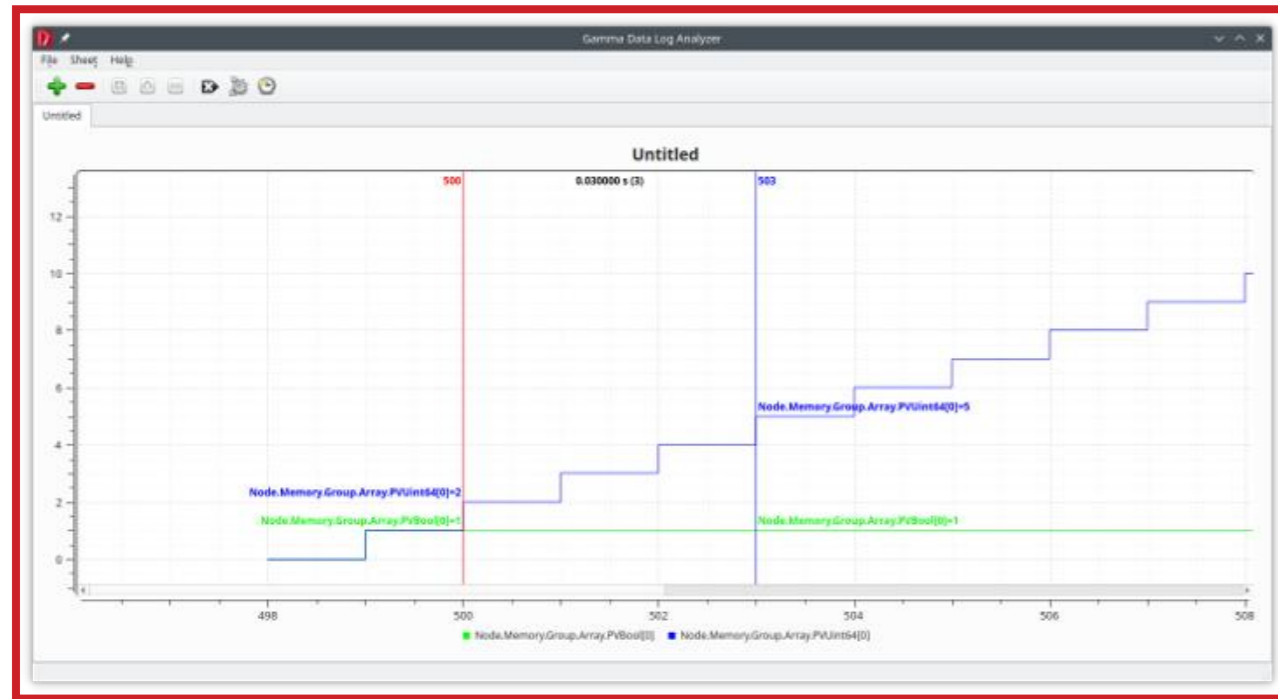 Gamma Data Log Analyzer
File Sheet Help
Untitled
Untitled
500 0.030000 s (3) 503
12
10
8
6
Node.Memory.Group.Array.PVUint64[0]=5
4
Node.Memory.Group.Array.PVUint64[0]=2
2
Node.Memory.Group.Array.PVBool[0]=1 Node.Memory.Group.Array.PVBool[0]=1
0
498 500 502 504 506 508
Node.Memory.Group.Array.PVBool[0] Node.Memory.Group.Array.PVUint64[0]